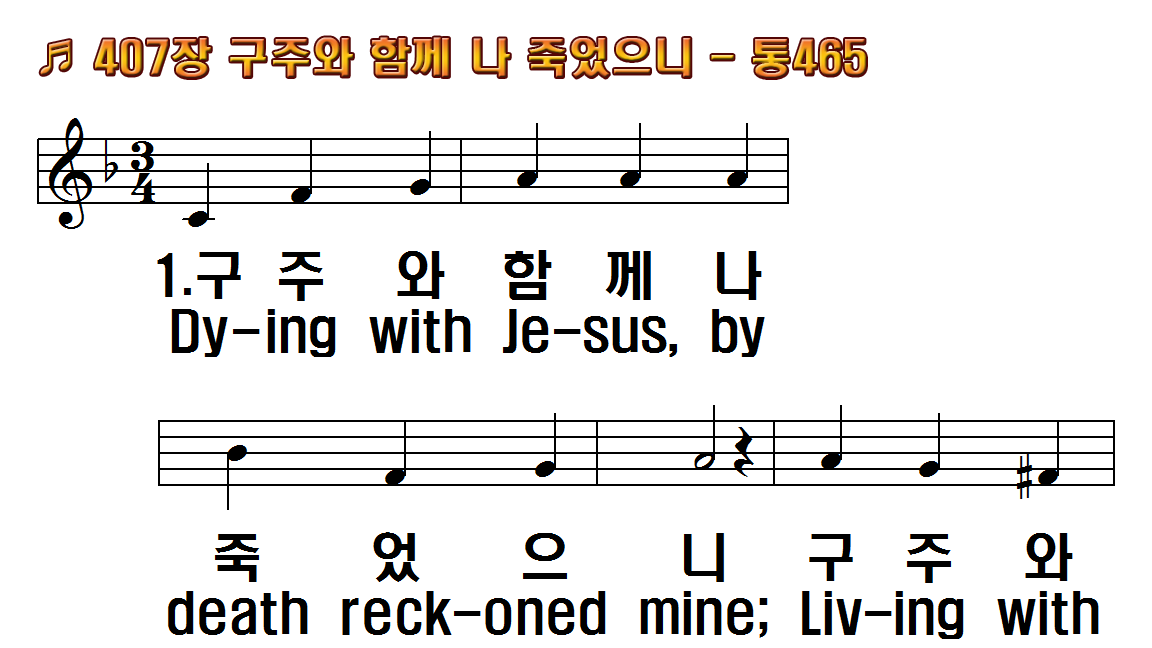 ♬ 407장 구주와 함께 나 죽었으니 - 통465
3
4
1.구 주 와 함 께 나
Dy-ing with Je-sus, by
죽 었 으 니 구 주 와
death reck-oned mine; Liv-ing with